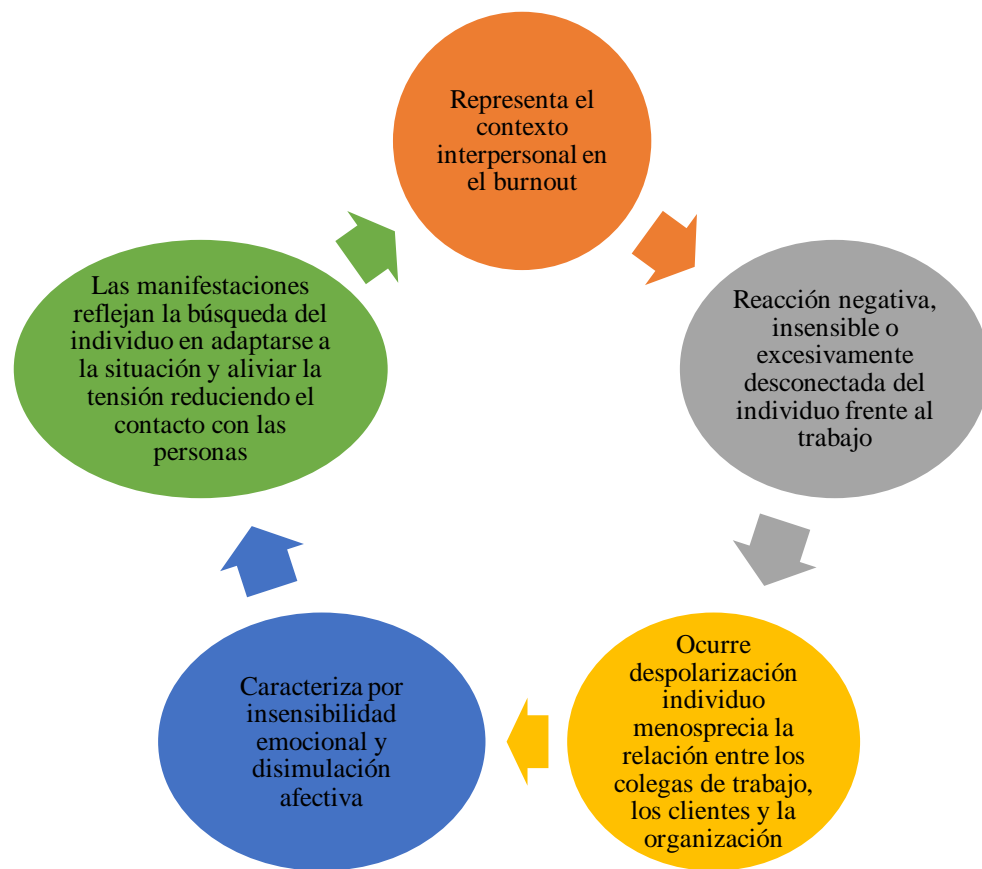 Representa el
contexto
interpersonal en
el burnout
Reacción negativa,
insensible o
excesivamente
desconectada del
individuo frente al
trabajo
Ocurre
despolarización
individuo
menosprecia la
relación entre los
colegas de trabajo,
los clientes y la
organización
Caracteriza por
insensibilidad
emocional y
disimulación
afectiva
Las manifestaciones
reflejan la búsqueda del
individuo en adaptarse a
la situación y aliviar la
tensión reduciendo el
contacto con las
personas